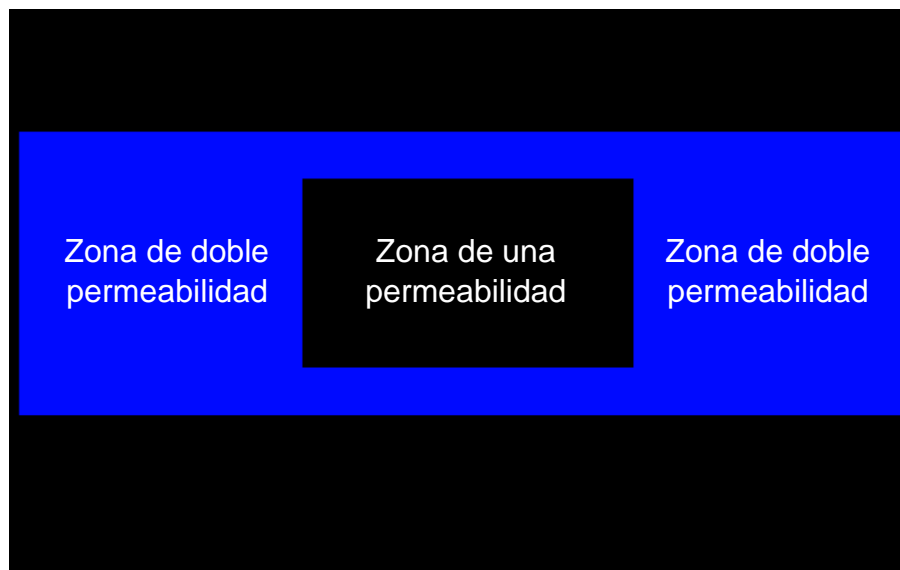 Zona de doble
permeabilidad
Zona de una
permeabilidad
Zona de doble
permeabilidad